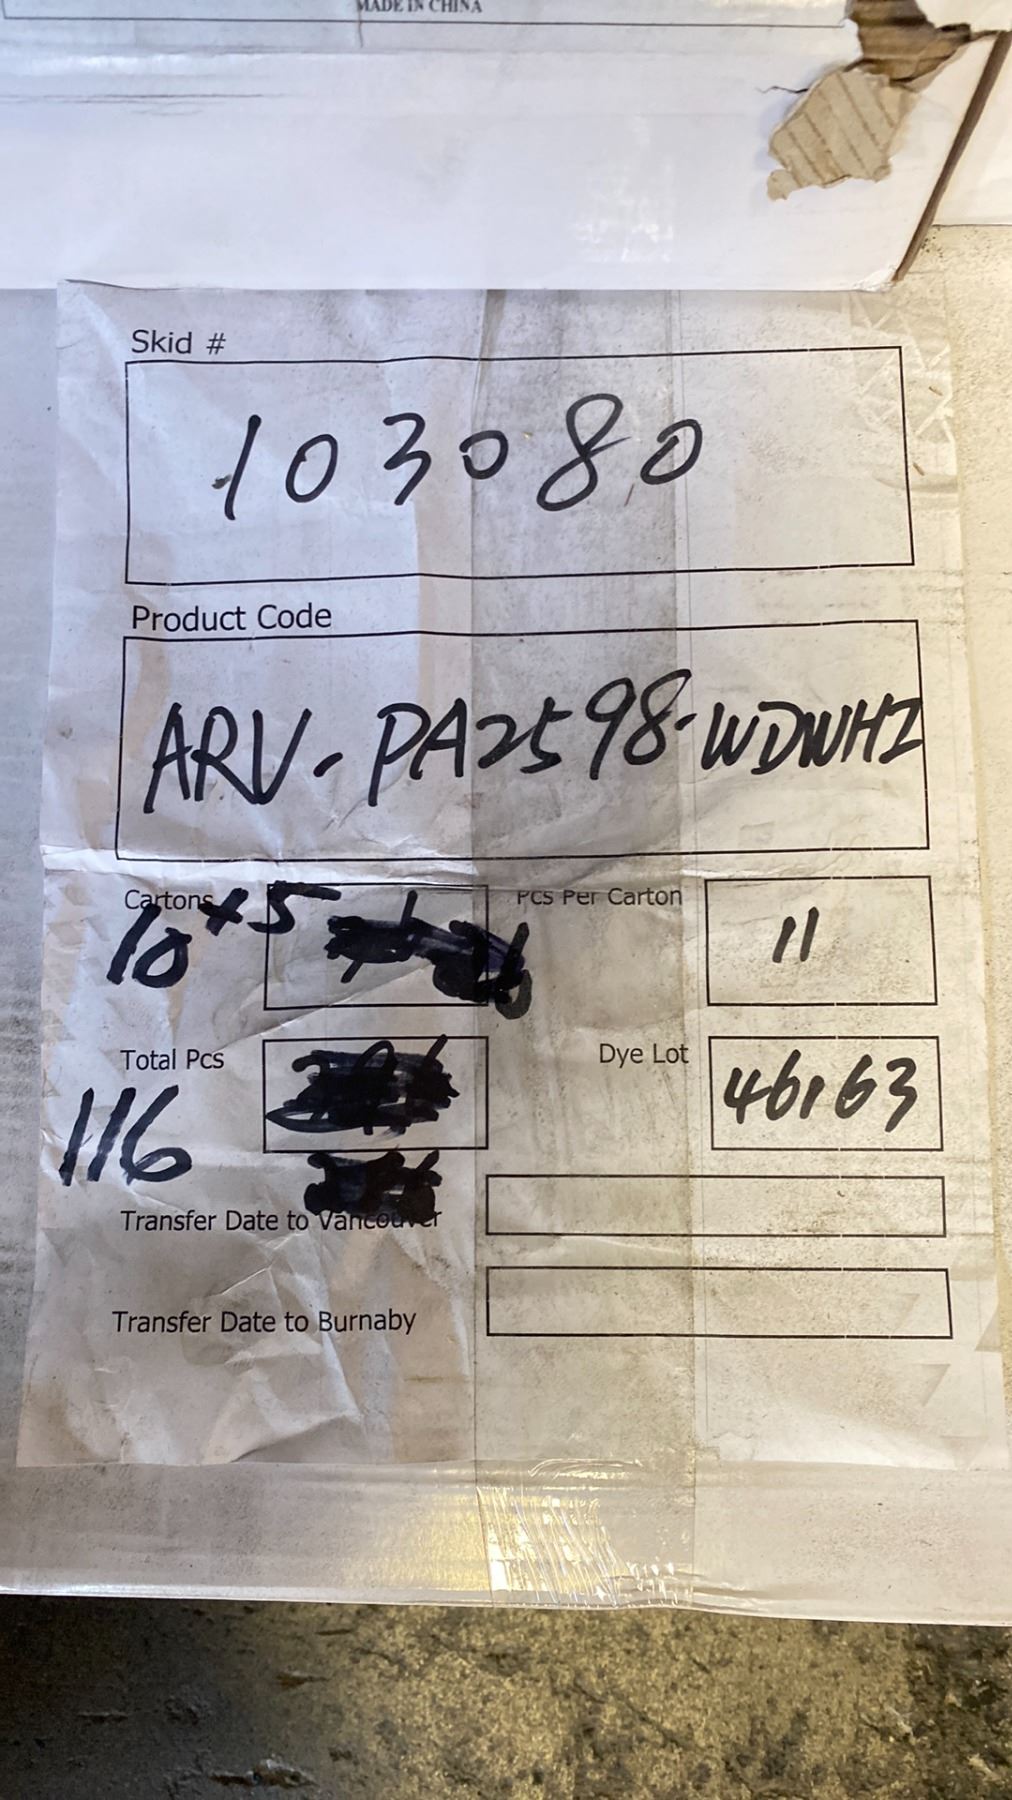 MADE IN CHINA
Skid #
103080
Product Code
ARV-PA2598-WDWHZ
Cartons 10+5
Pcs Per Carton 11
Total Pcs 116
Dye Lot 46163
Transfer Date to Vancouver
Transfer Date to Burnaby